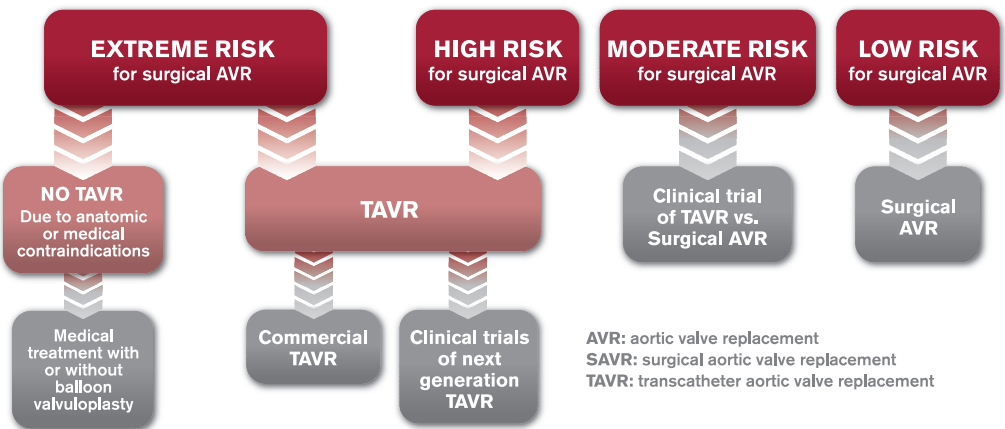 EXTREME RISK
for surgical AVR
HIGH RISK
for surgical AVR
MODERATE RISK
for surgical AVR
LOW RISK
for surgical AVR
NO TAVR
Due to anatomic
or medical
contraindications
TAVR
Clinical trial
of TAVR vs.
Surgical AVR
Surgical
AVR
Medical
treatment with
or without
balloon
valvuloplasty
Commercial
TAVR
Clinical trials
of next
generation
TAVR
AVR: aortic valve replacement
SAVR: surgical aortic valve replacement
TAVR: transcatheter aortic valve replacement